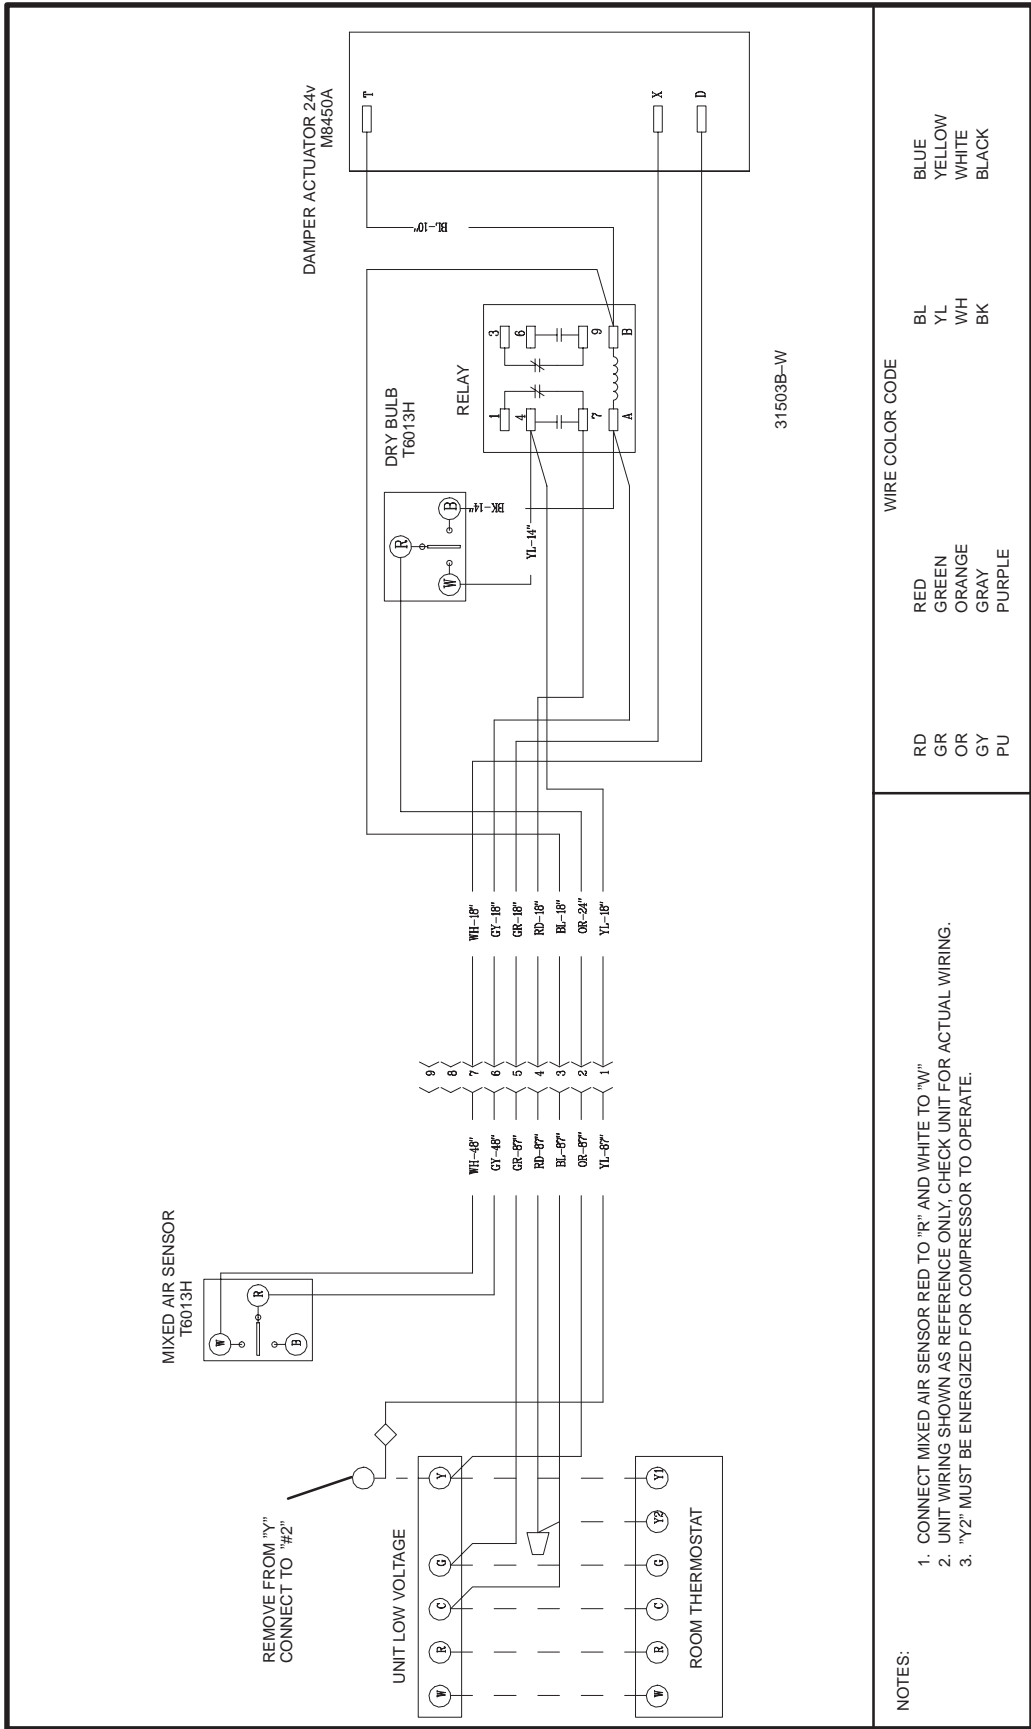 DAMPER ACTUATOR 24v
M8450A
T
X
D
BL-10"
DRY BULB
T6013H
R
W
B
BK-14"
YL-14"
RELAY
1
3
4
6
7
9
A
B
31503B–W
WH-18"
GY-18"
GR-18"
RD-18"
BL-18"
OR-24"
YL-18"
9
8
7
6
5
4
3
2
1
WH-48"
GY-48"
GR-87"
RD-87"
BL-87"
OR-87"
YL-87"
MIXED AIR SENSOR
T6013H
W
R
B
REMOVE FROM "Y"
CONNECT TO "#2"
UNIT LOW VOLTAGE
W
R
C
G
Y
W
R
C
G
Y2
Y1
ROOM THERMOSTAT
NOTES:
1. CONNECT MIXED AIR SENSOR RED TO "R" AND WHITE TO "W"
2. UNIT WIRING SHOWN AS REFERENCE ONLY, CHECK UNIT FOR ACTUAL WIRING.
3. "Y2" MUST BE ENERGIZED FOR COMPRESSOR TO OPERATE.
WIRE COLOR CODE
RD RED BL BLUE
GR GREEN YL YELLOW
OR ORANGE WH WHITE
GY GRAY BK BLACK
PU PURPLE